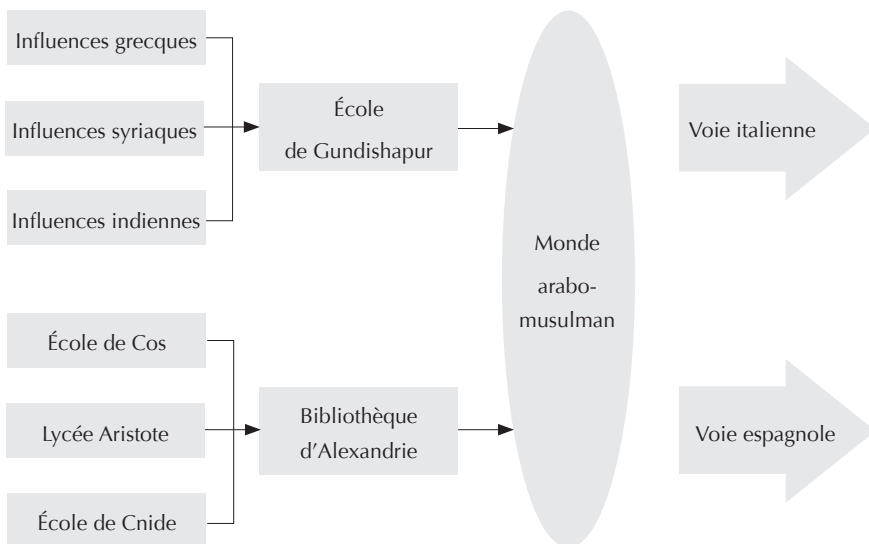 Influences grecques
Influences syriaques
Influences indiennes
École
de Gundishapur
École de Cos
Lycée Aristote
École de Cnide
Bibliothèque
d’Alexandrie
Monde
arabo-
musulman
Voie italienne
Voie espagnole